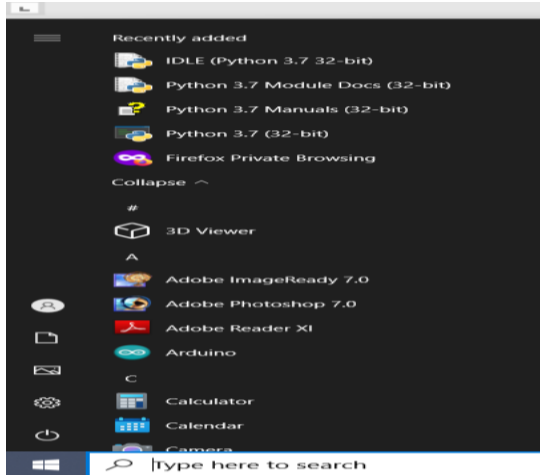 Recently added
IDLE (Python 3.7 32-bit)
Python 3.7 Module Docs (32-bit)
Python 3.7 Manuals (32-bit)
Python 3.7 (32-bit)
Firefox Private Browsing
Collapse
#
3D Viewer
A
Adobe ImageReady 7.0
Adobe Photoshop 7.0
Adobe Reader XI
Arduino
C
Calculator
Calendar
Camera
Type here to search